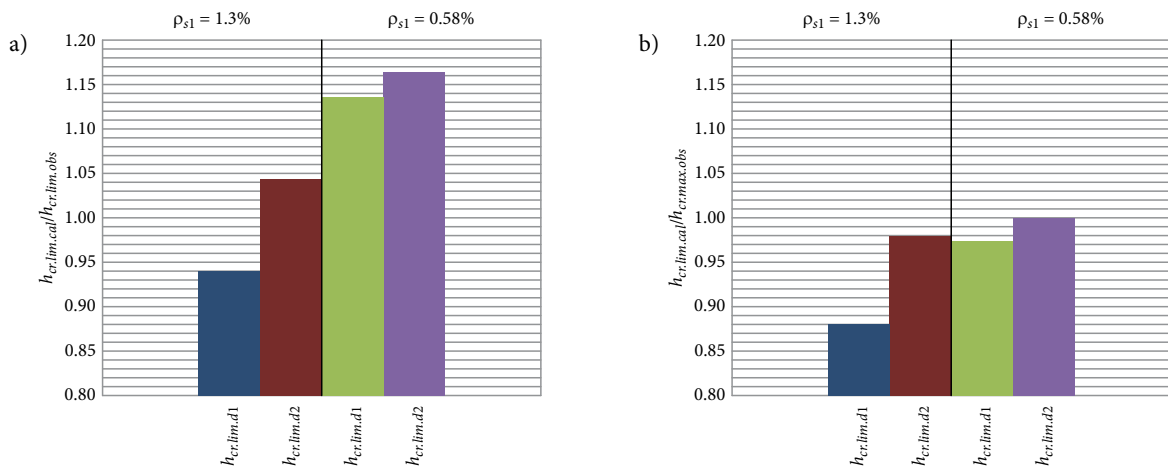 a)
ρs1 = 1.3% ρs1 = 0.58%
hcr.lim.cal/hcr.lim.obs
1.20
1.15
1.10
1.05
1.00
0.95
0.90
0.85
0.80
hcr.lim.d1
hcr.lim.d2
hcr.lim.d1
hcr.lim.d2
b)
ρs1 = 1.3% ρs1 = 0.58%
hcr.lim.cal/hcr.max.obs
1.20
1.15
1.10
1.05
1.00
0.95
0.90
0.85
0.80
hcr.lim.d1
hcr.lim.d2
hcr.lim.d1
hcr.lim.d2